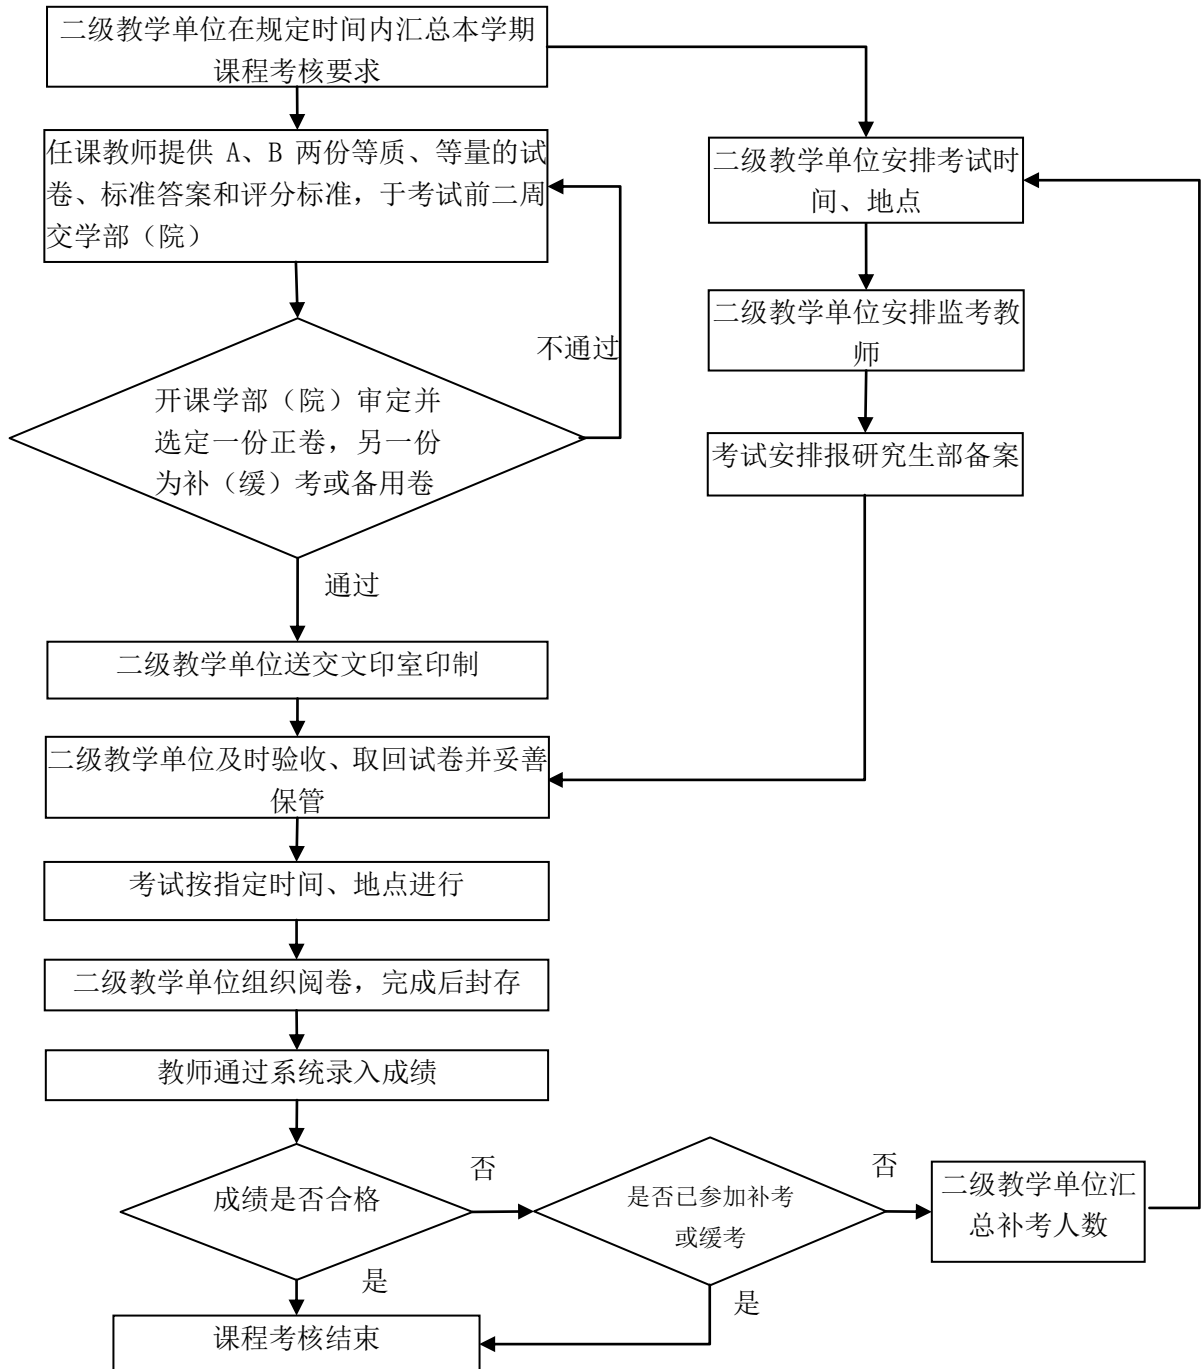 二级教学单位在规定时间内汇总本学期
课程考核要求
任课教师提供 A、B 两份等质、等量的试
卷、标准答案和评分标准，于考试前二周
交学部（院）
二级教学单位安排考试时
间、地点
二级教学单位安排监考教
师
不通过
开课学部（院）审定并
选定一份正卷，另一份
为补（缓）考或备用卷
考试安排报研究生部备案
通过
二级教学单位送交文印室印制
二级教学单位及时验收、取回试卷并妥善
保管
考试按指定时间、地点进行
二级教学单位组织阅卷，完成后封存
教师通过系统录入成绩
成绩是否合格
否
是否已参加补考
或缓考
否
二级教学单位汇
总补考人数
是
是
课程考核结束